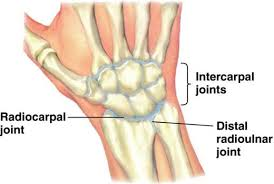 Intercarpal
joints
Radiocarpal
joint
Distal
radioulnar
joint